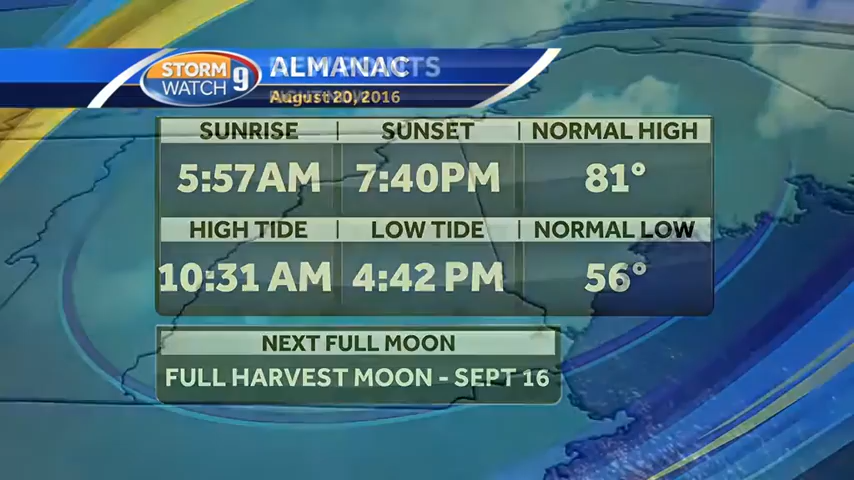 STORM
WATCH 9
ALMANAC
August 20, 2016
SUNRISE | SUNSET | NORMAL HIGH
5:57AM 7:40PM 81°
HIGH TIDE | LOW TIDE | NORMAL LOW
10:31 AM 4:42 PM 56°
NEXT FULL MOON
FULL HARVEST MOON - SEPT 16